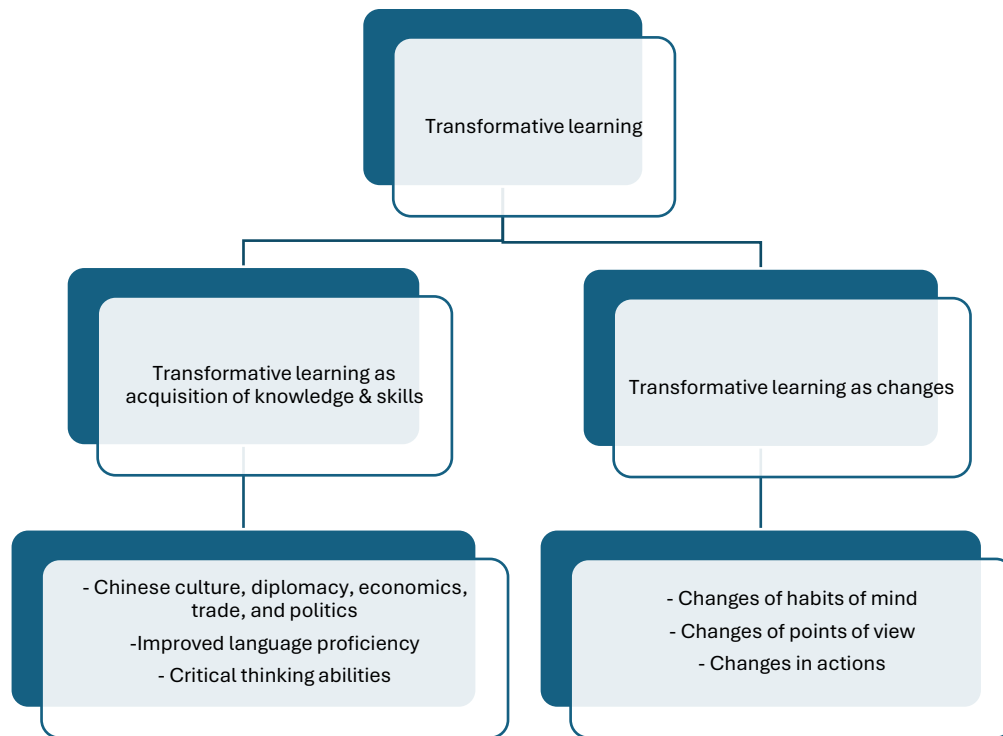 Transformative learning
Transformative learning as
acquisition of knowledge & skills
Transformative learning as changes
- Chinese culture, diplomacy, economics,
trade, and politics
-Improved language proficiency
- Critical thinking abilities
- Changes of habits of mind
- Changes of points of view
- Changes in actions